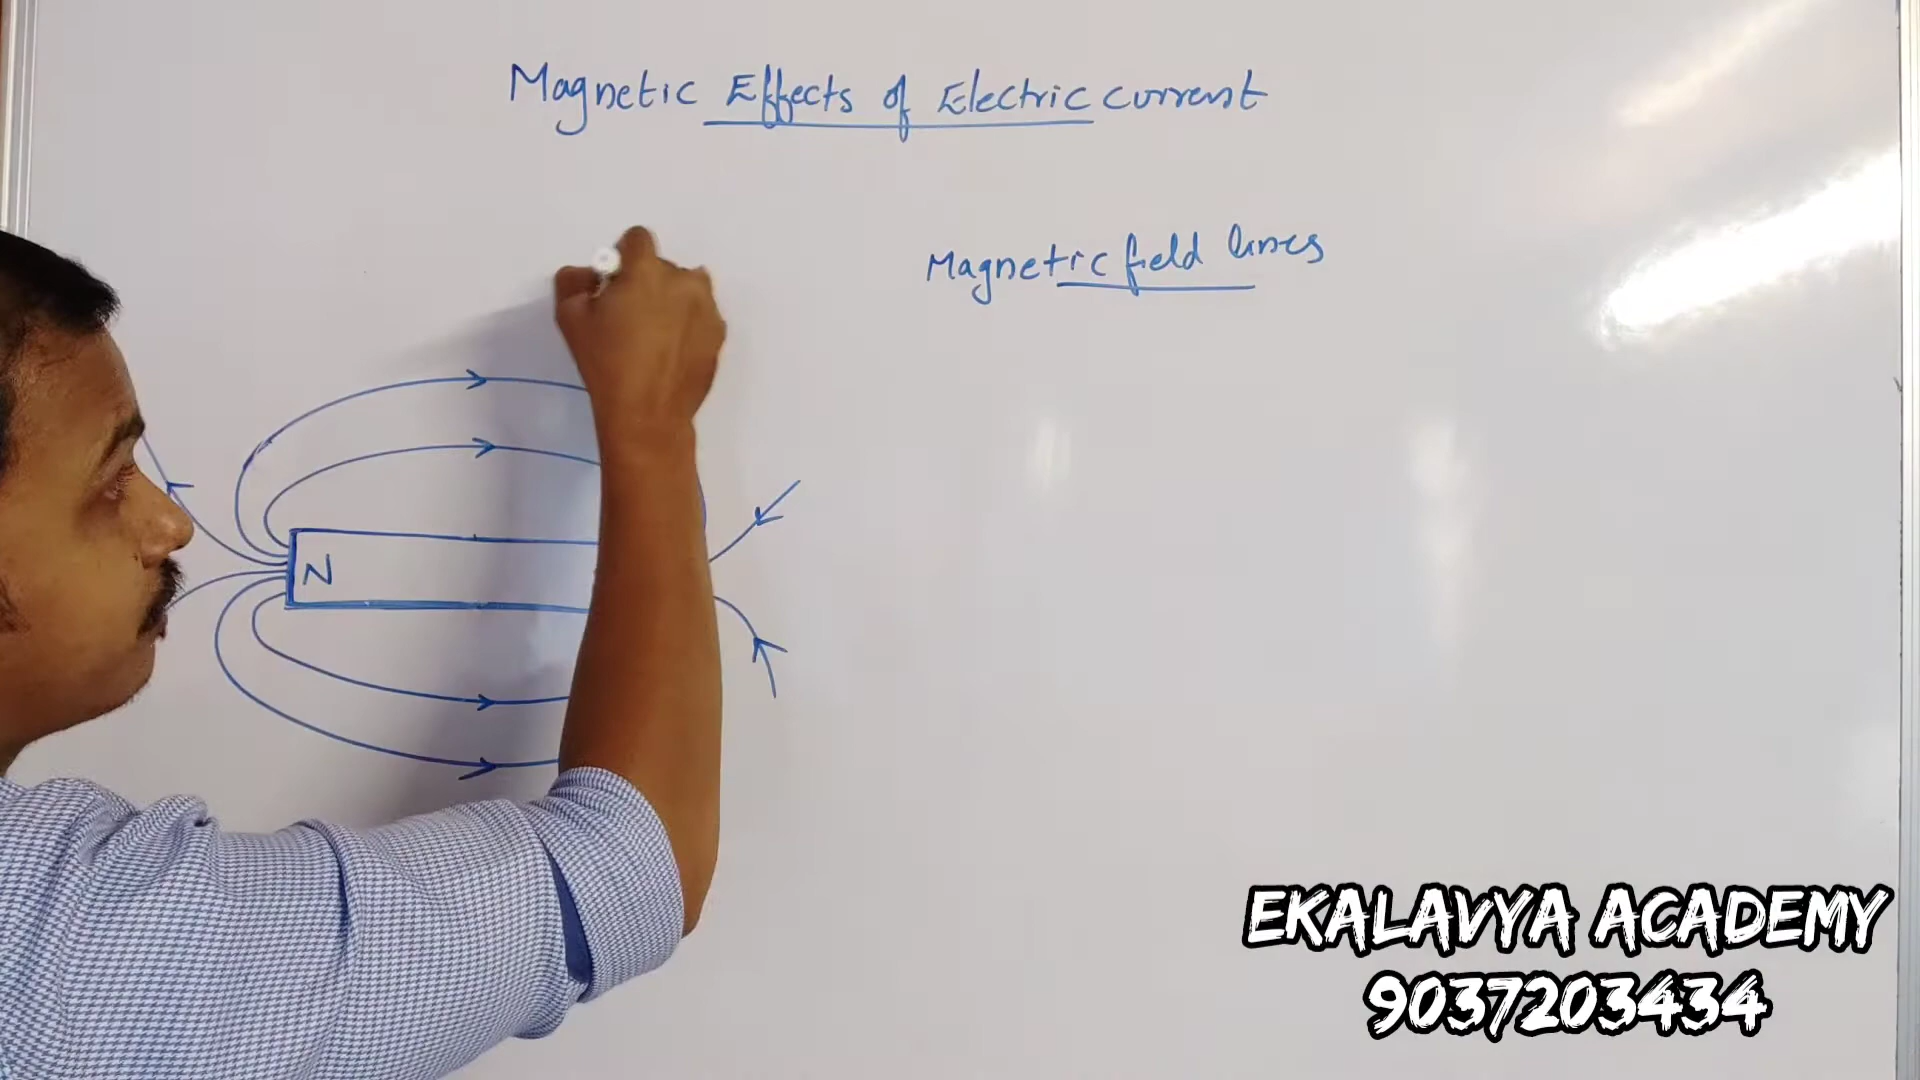 Magnetic Effects of Electric current
Magnetic field lines
N
EKALAVYA ACADEMY
9037203434